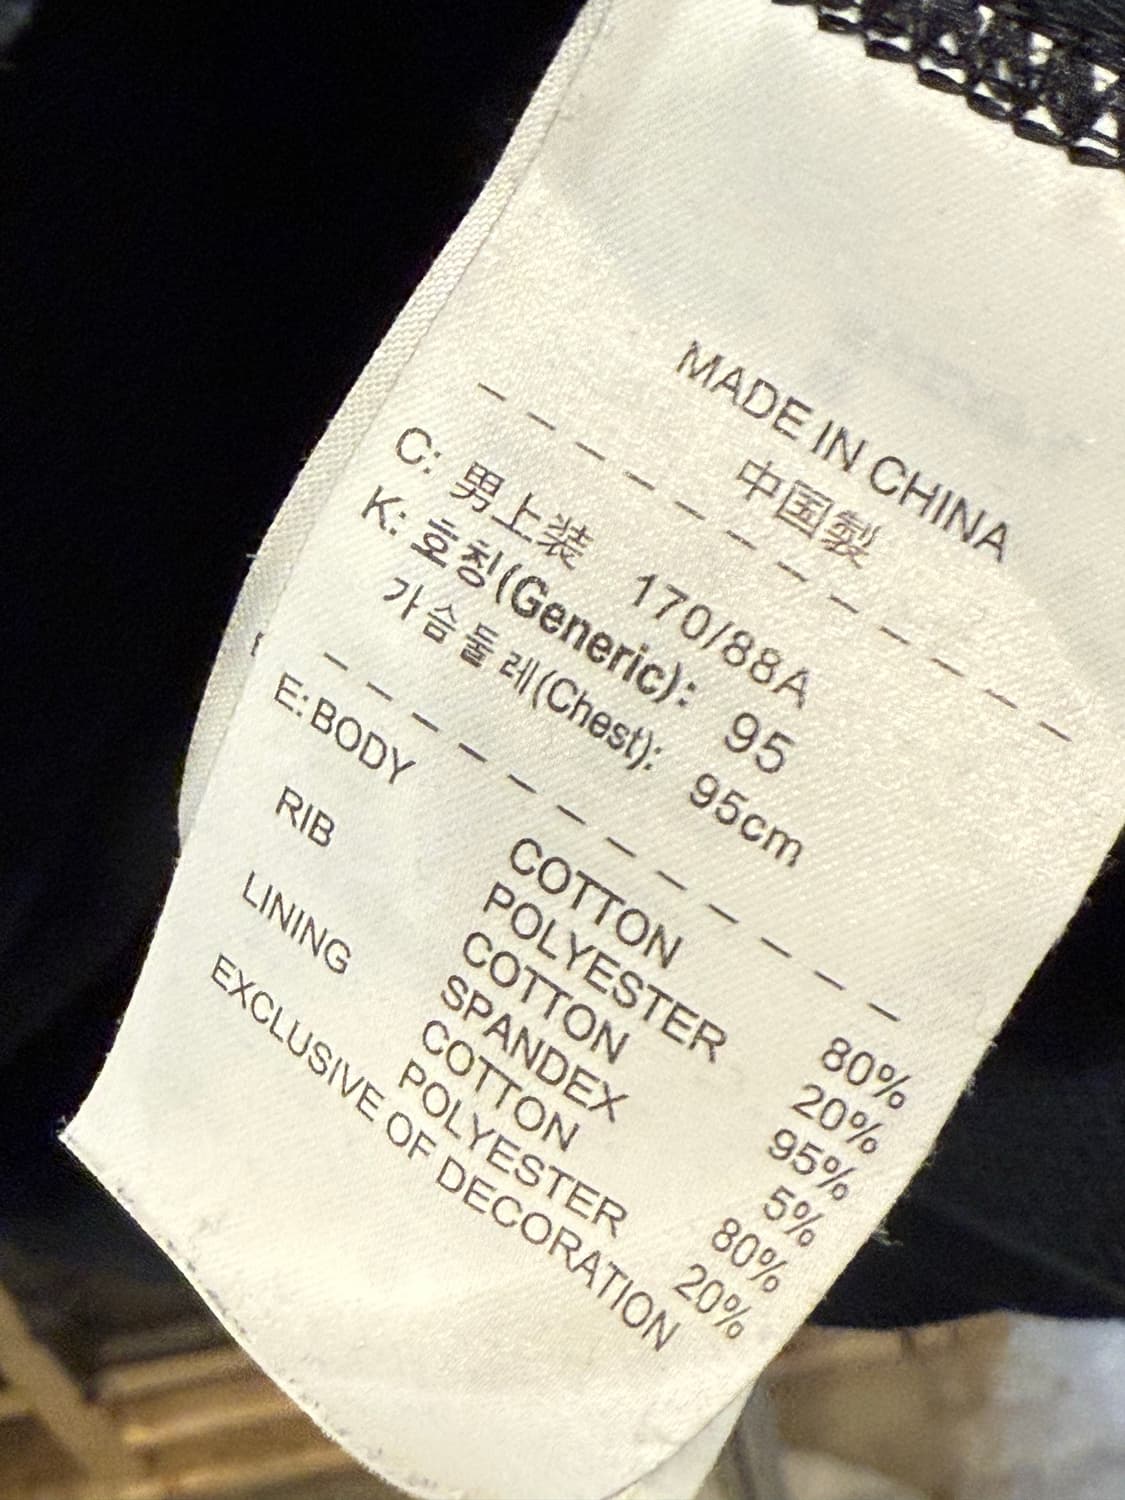 MADE IN CHINA
中国製
C: 男上装 170/88A
K: 호칭(Generic): 95
가슴둘레(Chest): 95cm
E: BODY COTTON 80%
POLYESTER 20%
RIB COTTON 95%
SPANDEX 5%
LINING COTTON 80%
POLYESTER 20%
EXCLUSIVE OF DECORATION